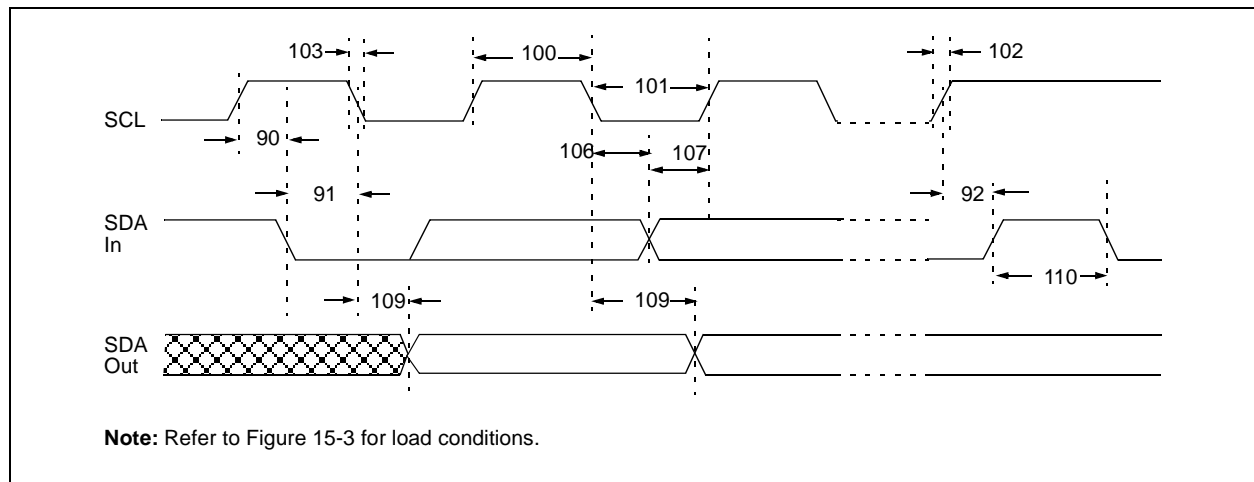 103
100
102
101
SCL
90
106
107
91
92
SDA
In
110
109
109
SDA
Out
Note: Refer to Figure 15-3 for load conditions.